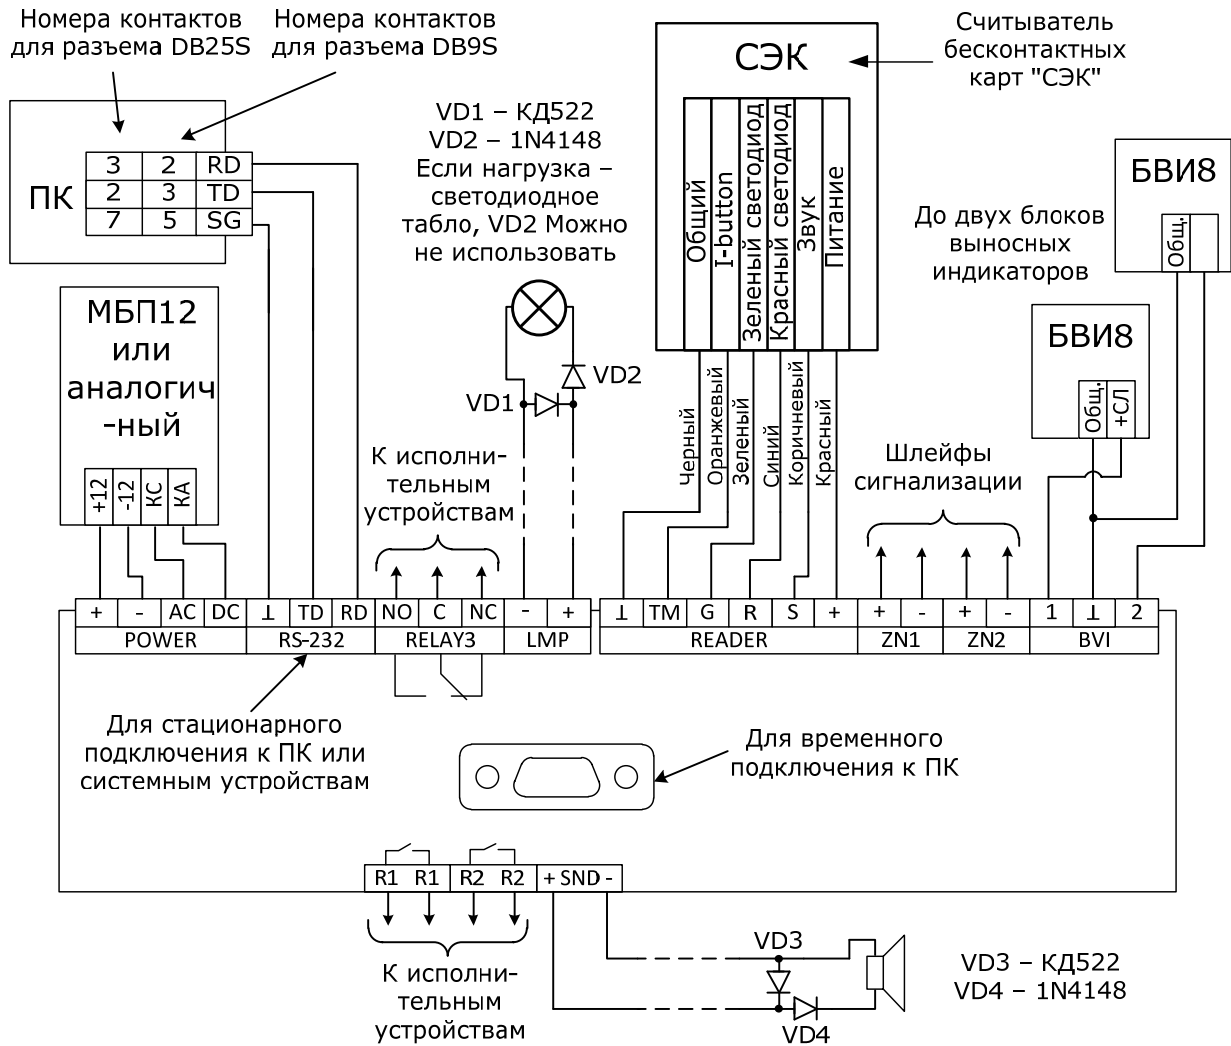 Номера контактов
для разъема DB25S
Номера контактов
для разъема DB9S
ПК
3 2 RD
2 3 TD
7 5 SG
МБП12
или
аналогич
-ный
+12 -12 КС КА
VD1 – КД522
VD2 – 1N4148
Если нагрузка –
светодиодное
табло, VD2 Можно
не использовать
VD2
VD1
СЭК
Общий
I-button
Зеленый светодиод
Красный светодиод
Звук
Питание
Считыватель
бесконтактных
карт "СЭК"
Черный
Оранжевый
Зеленый
Синий
Коричневый
Красный
БВИ8
Общ.
До двух блоков
выносных
индикаторов
БВИ8
Общ.
+СЛ
К исполни-
тельным
устройствам
Шлейфы
сигнализации
+ - AC DC ⊥ TD RD NO C NC - + ⊥ TM G R S + + - + - 1 ⊥ 2
POWER RS-232 RELAY3 LMP READER ZN1 ZN2 BVI
Для стационарного
подключения к ПК или
системным устройствам
Для временного
подключения к ПК
R1 R1 R2 R2 + SND -
К исполни-
тельным
устройствам
VD3
VD4
VD3 – КД522
VD4 – 1N4148